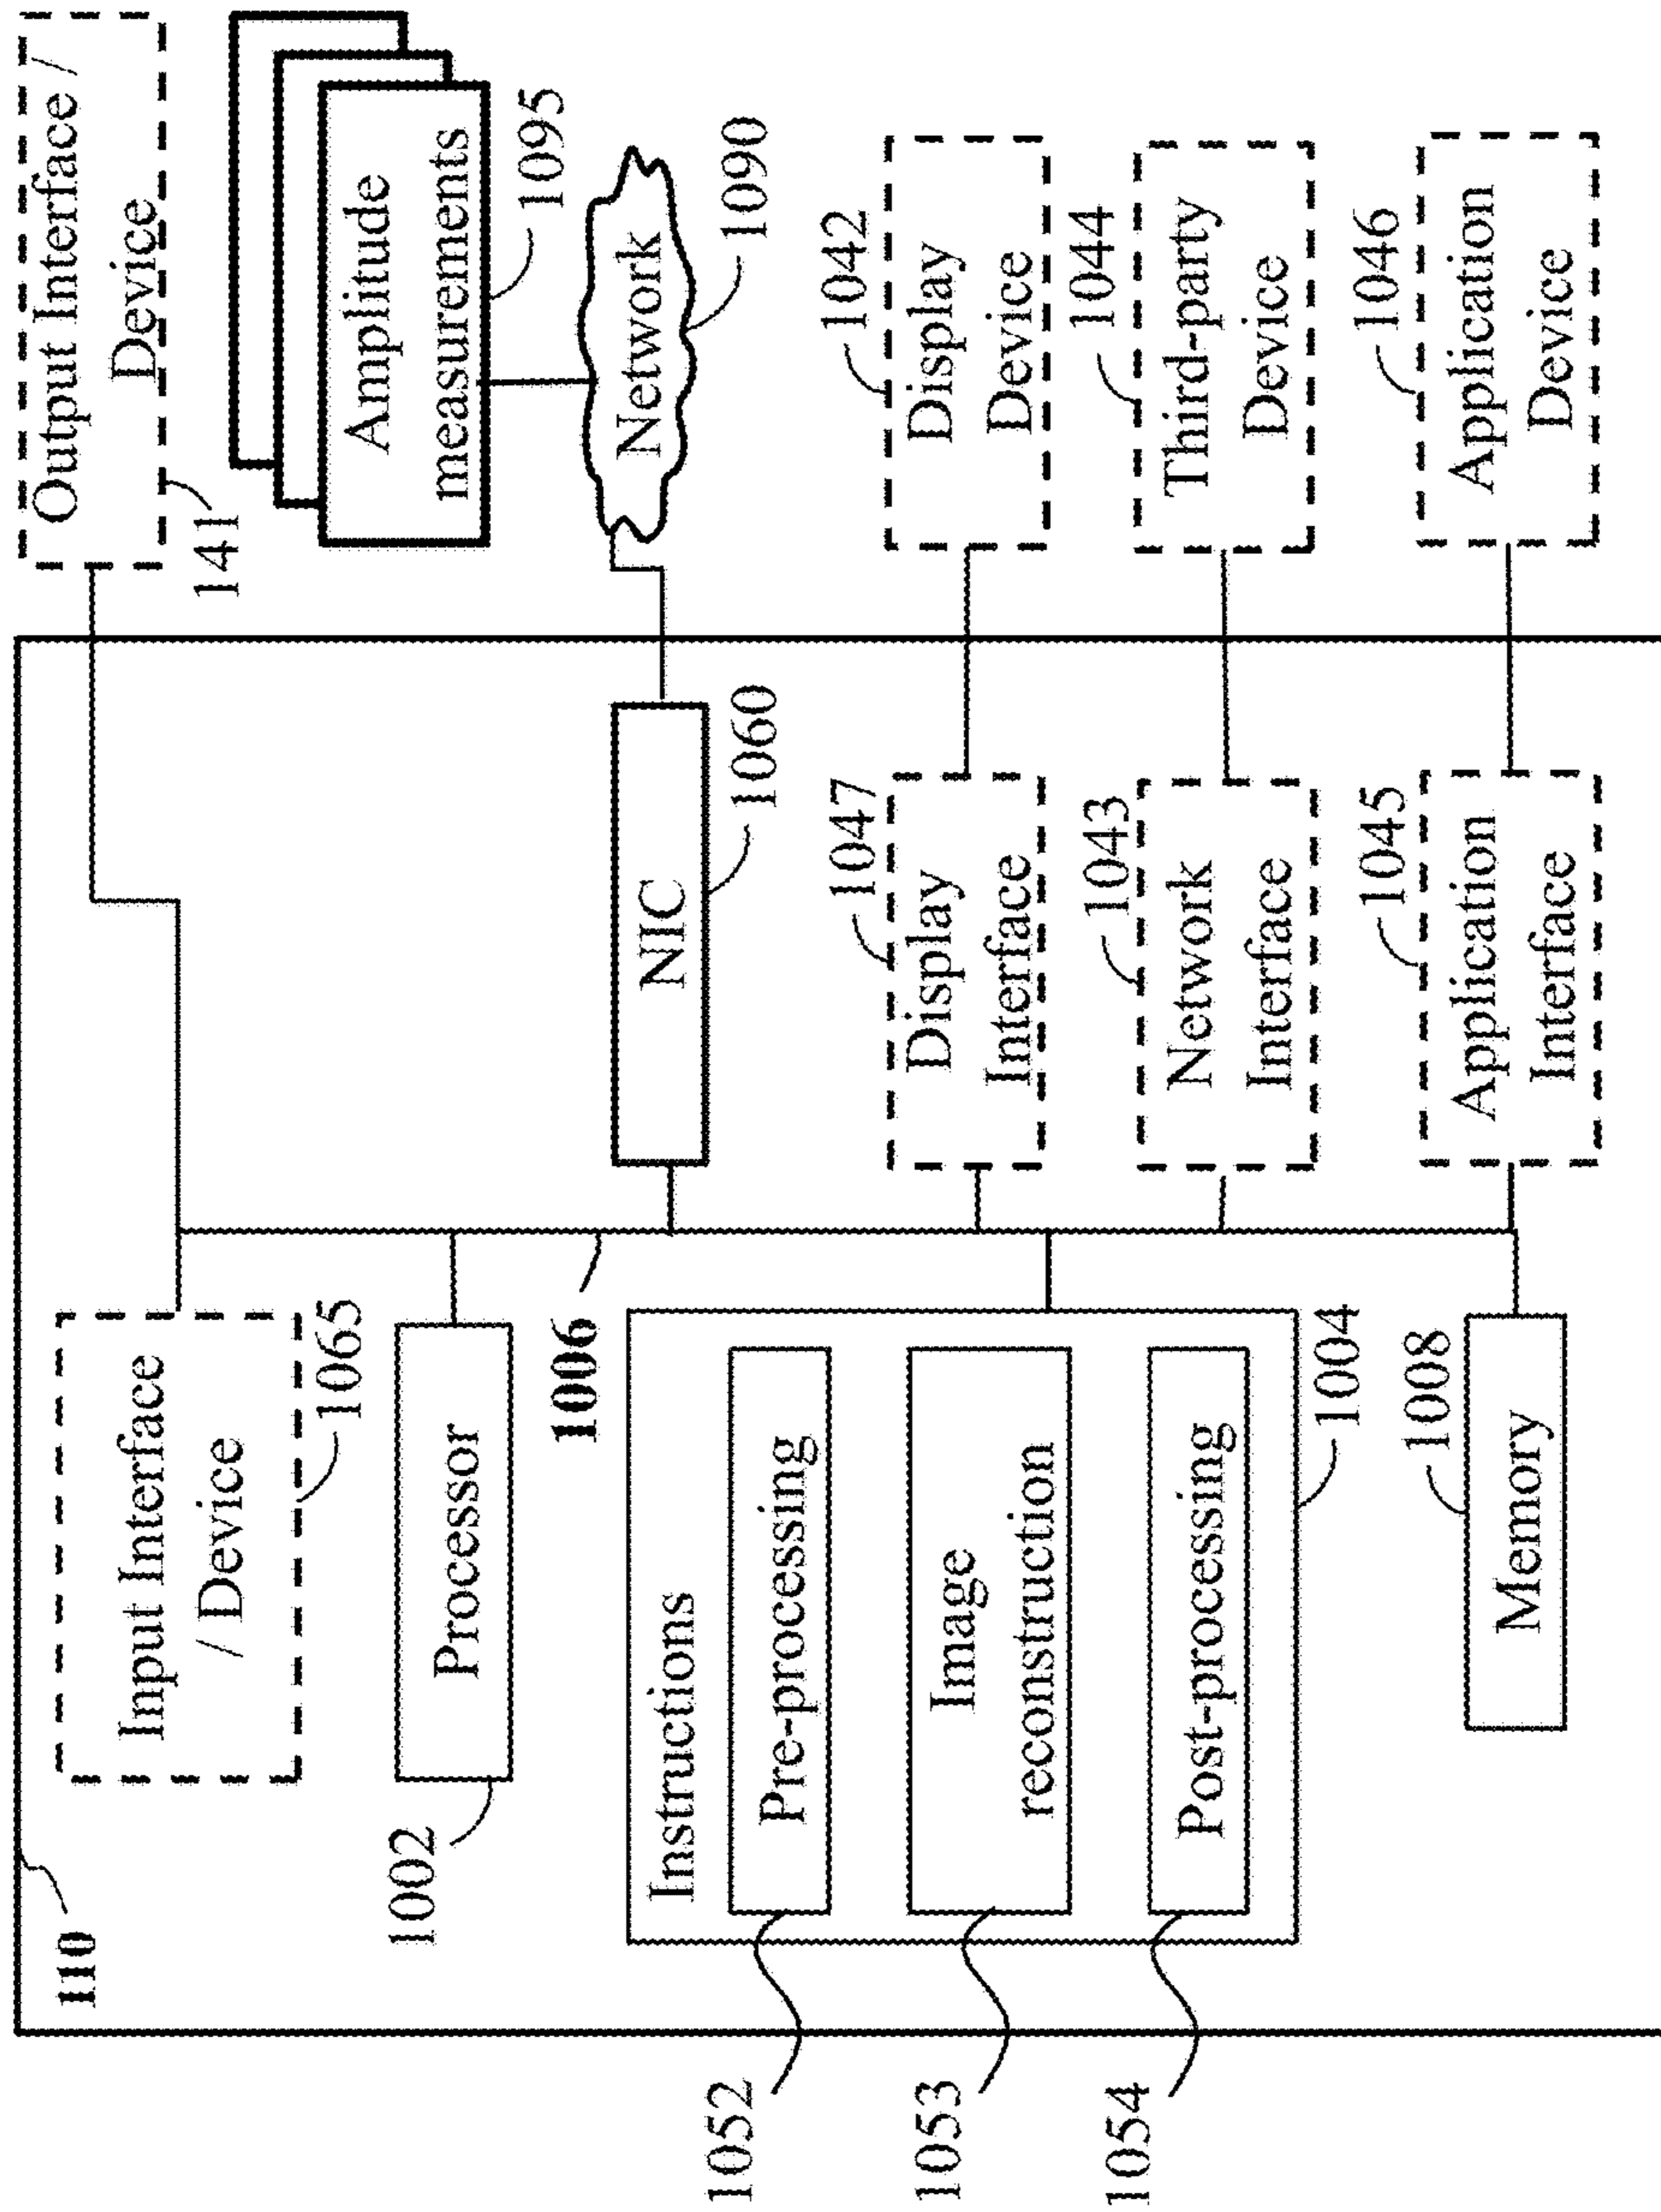 110
Input Interface
/ Device
1065
Output Interface /
Device
141
1002
Processor
Amplitude
measurements
1095
1006
NIC
1060
Network
1090
Instructions
1052
Pre-processing
1053
Image
reconstruction
1054
Post-processing
1004
1047
Display
Interface
1042
Display
Device
1043
Network
Interface
1044
Third-party
Device
1008
Memory
1045
Application
Interface
1046
Application
Device